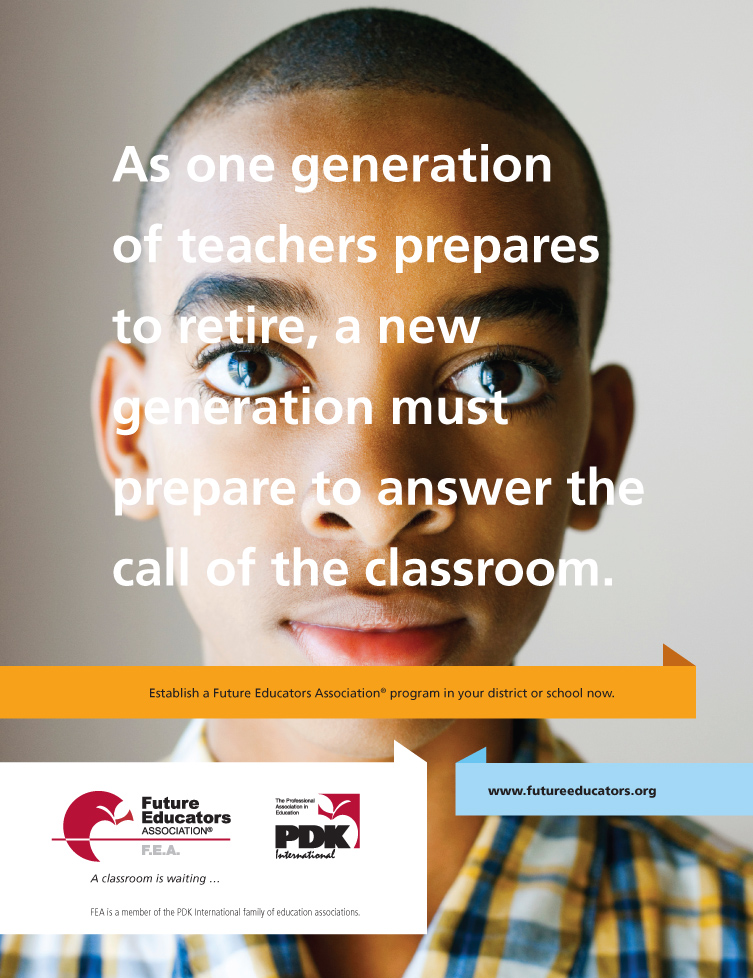 As one generation
of teachers prepares
to retire, a new
generation must
prepare to answer the
call of the classroom.
Establish a Future Educators Association® program in your district or school now.
www.futureeducators.org
Future
Educators
ASSOCIATION®
F.E.A.
The Professional
Association in
Education
PDK
International
A classroom is waiting …
FEA is a member of the PDK International family of education associations.